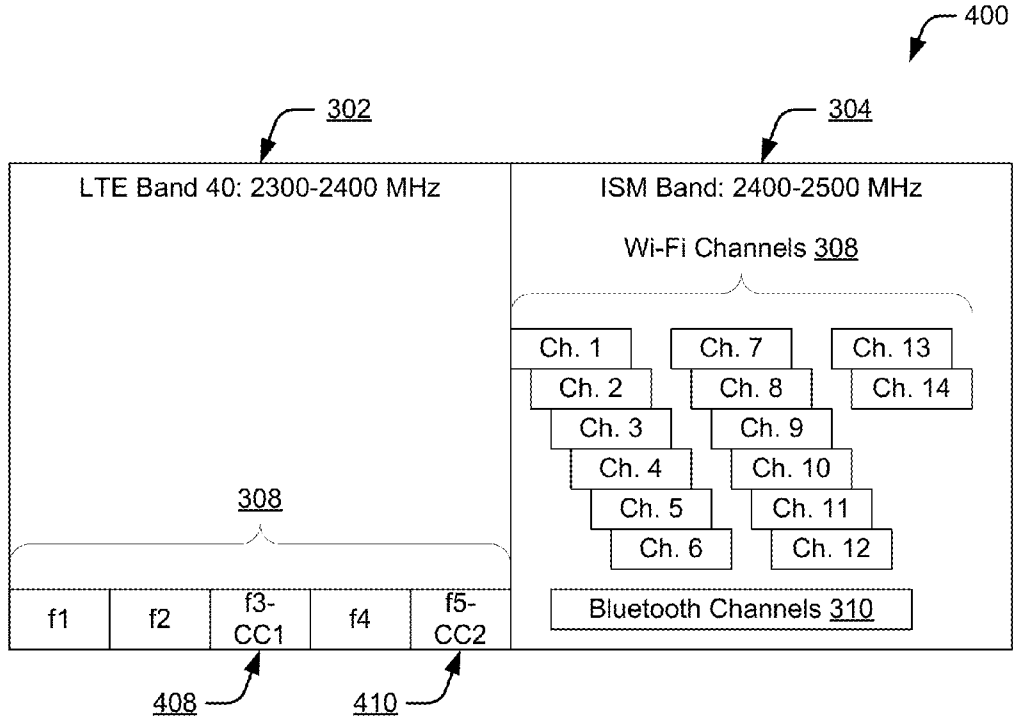 400
302
304
LTE Band 40: 2300-2400 MHz
ISM Band: 2400-2500 MHz
Wi-Fi Channels 308
Ch. 1
Ch. 7
Ch. 13
Ch. 2
Ch. 8
Ch. 14
Ch. 3
Ch. 9
Ch. 4
Ch. 10
308
Ch. 5
Ch. 11
Ch. 6
Ch. 12
f1
f2
f3-
CC1
f4
f5-
CC2
Bluetooth Channels 310
408
410